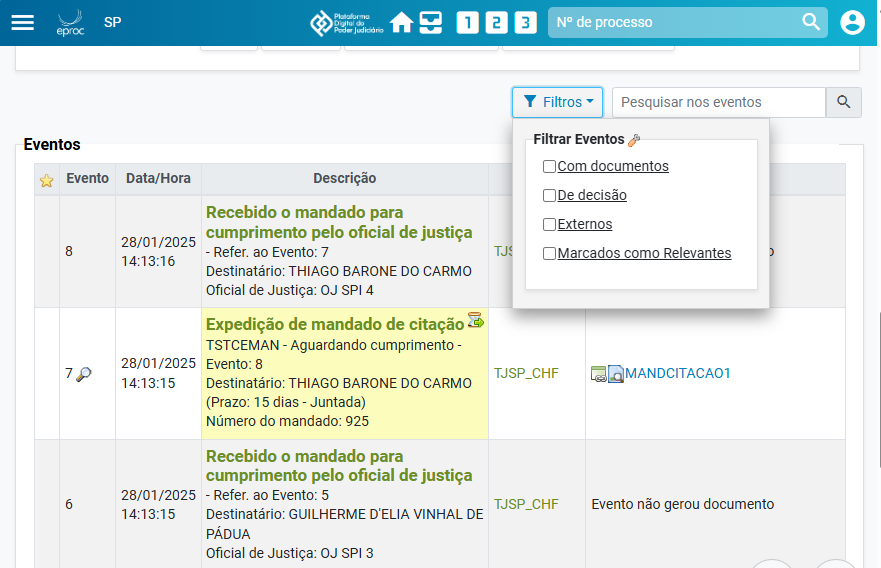 eproc
SP
Plataforma
Digital do
Poder Judiciário
1
2
3
Nº de processo
Filtros
Pesquisar nos eventos
Filtrar Eventos
Com documentos
De decisão
Externos
Marcados como Relevantes
Eventos
Evento
Data/Hora
Descrição
8
28/01/2025
14:13:16
Recebido o mandado para
cumprimento pelo oficial de justiça
- Refer. ao Evento: 7
Destinatário: THIAGO BARONE DO CARMO
Oficial de Justiça: OJ SPI 4
7
28/01/2025
14:13:15
Expedição de mandado de citação
TSTCEMAN - Aguardando cumprimento -
Evento: 8
Destinatário: THIAGO BARONE DO CARMO
(Prazo: 15 dias - Juntada)
Número do mandado: 925
TJSP_CHF
MANDCITACAO1
6
28/01/2025
14:13:15
Recebido o mandado para
cumprimento pelo oficial de justiça
- Refer. ao Evento: 5
Destinatário: GUILHERME D'ELIA VINHAL DE
PÁDUA
Oficial de Justiça: OJ SPI 3
TJSP_CHF
Evento não gerou documento